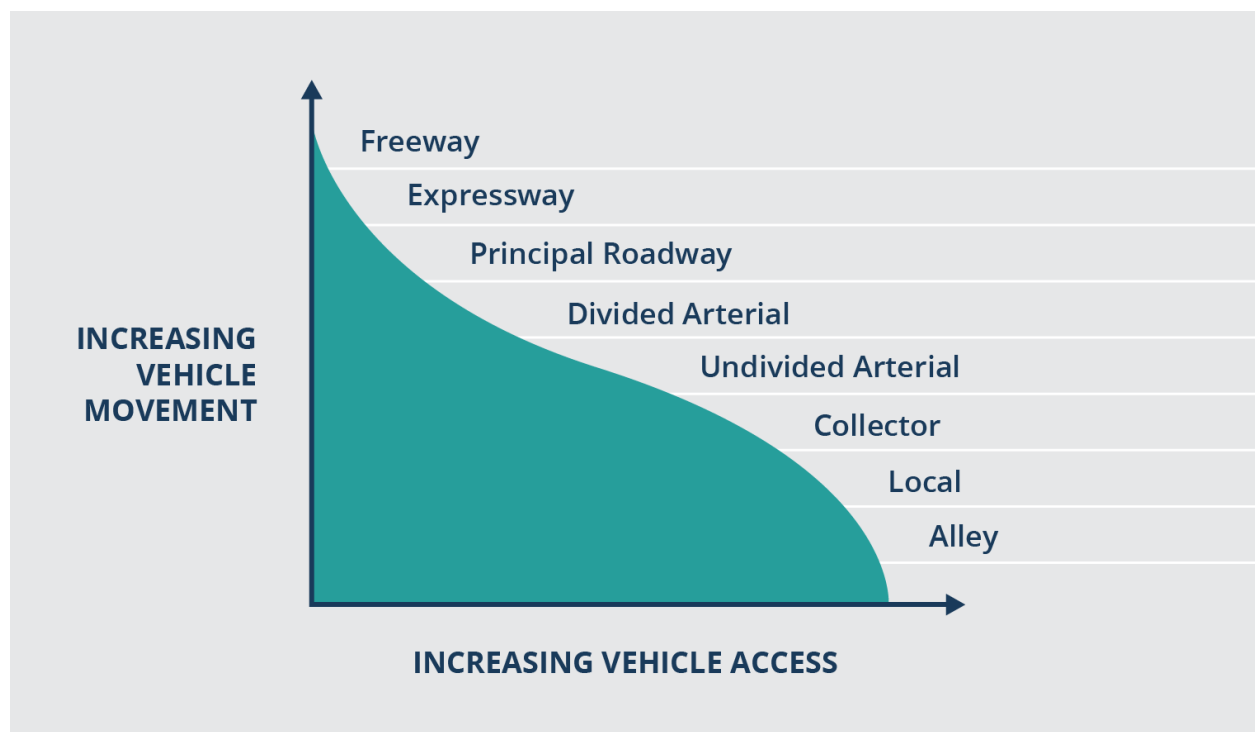 Freeway
Expressway
Principal Roadway
Divided Arterial
Undivided Arterial
Collector
Local
Alley
INCREASING
VEHICLE
MOVEMENT
INCREASING VEHICLE ACCESS